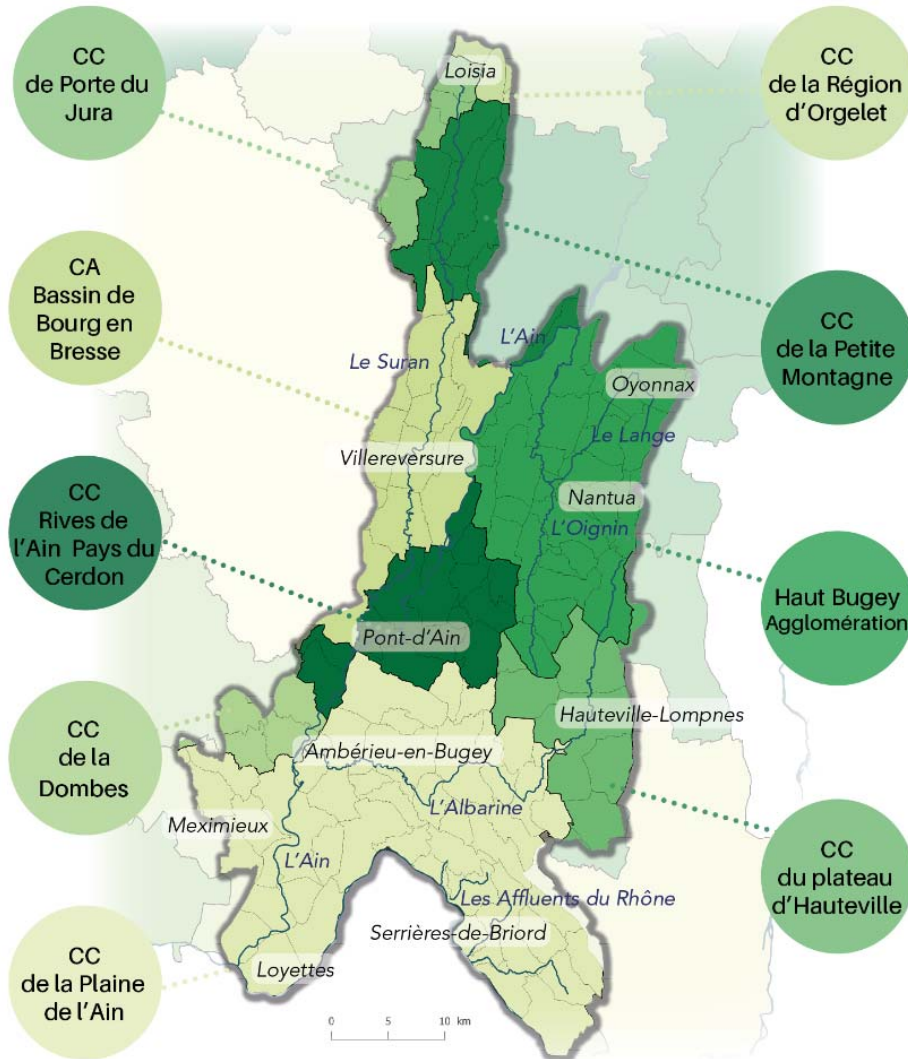 CC
de Porte du
Jura
CC
de la Région
d'Orgelet
Loisia
CA
Bassin de
Bourg en
Bresse
CC
de la Petite
Montagne
L'Ain
Le Suran
Oyonnax
Le Lange
Villereversure
Nantua
L'Oignin
CC
Rives de
l'Ain Pays du
Cerdon
Haut Bugey
Agglomération
Pont-d'Ain
CC
de la
Dombes
Hauteville-Lompnes
Ambérieu-en-Bugey
L'Albarine
Meximieux
L'Ain
CC
du plateau
d'Hauteville
Les Affluents du Rhône
Serrières-de-Briord
CC
de la Plaine
de l'Ain
Loyettes
0 5 10 km